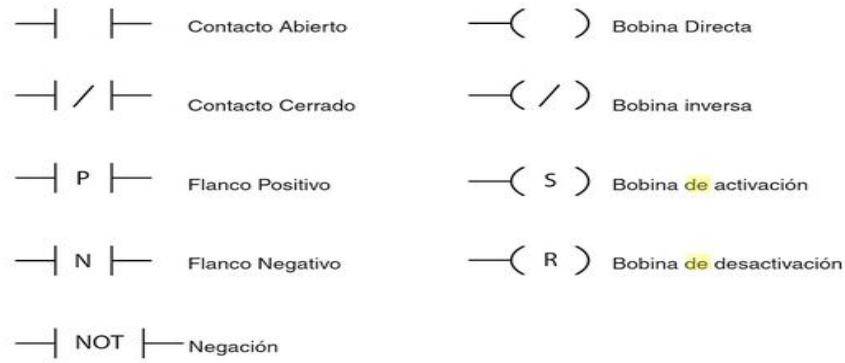 Contacto Abierto
Bobina Directa
/ Contacto Cerrado
/ Bobina inversa
P Flanco Positivo
S Bobina de activación
N Flanco Negativo
R Bobina de desactivación
NOT Negación